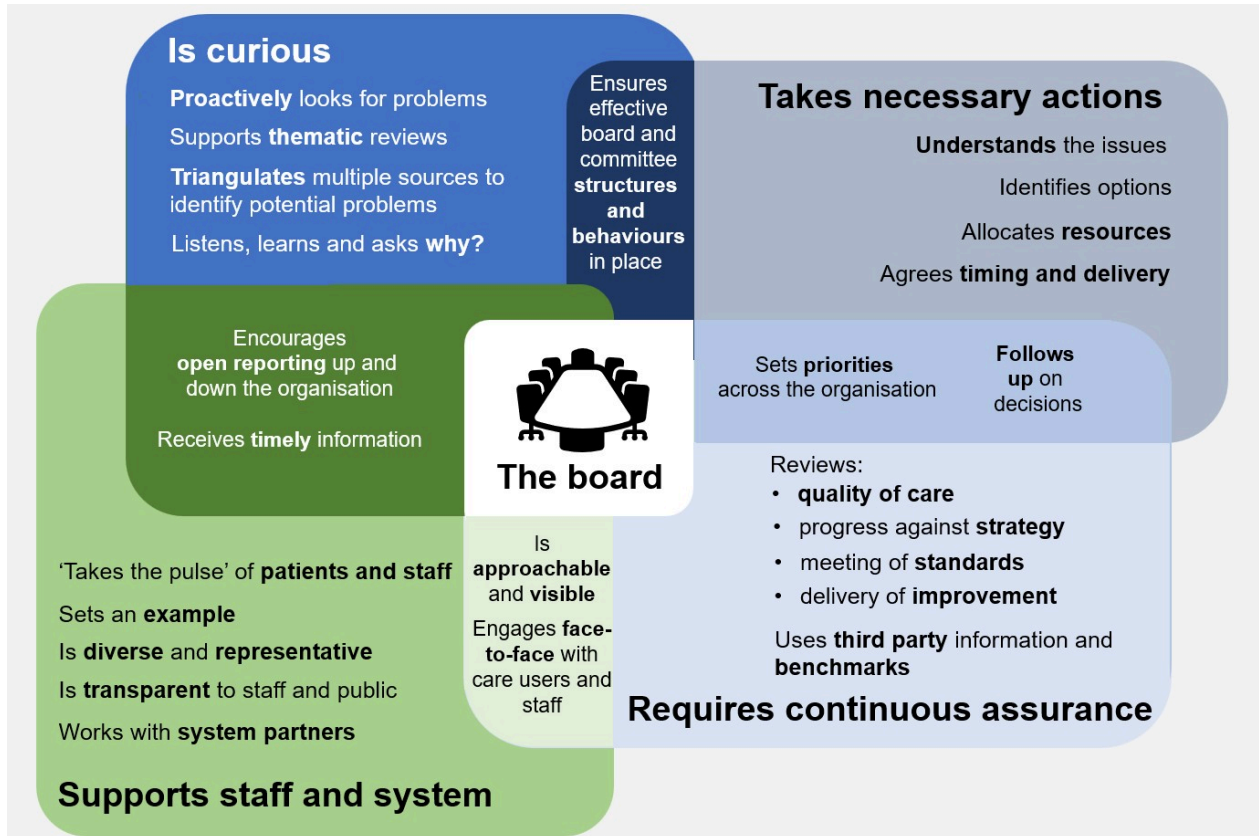 Is curious
Proactively looks for problems
Supports thematic reviews
Triangulates multiple sources to
identify potential problems
Listens, learns and asks why?
Ensures
effective
board and
committee
structures
and
behaviours
in place
Takes necessary actions
Understands the issues
Identifies options
Allocates resources
Agrees timing and delivery
Encourages
open reporting up and
down the organisation
Receives timely information
The board
Sets priorities
across the organisation
Follows
up on
decisions
Reviews:
• quality of care
• progress against strategy
• meeting of standards
• delivery of improvement
Uses third party information and
benchmarks
Requires continuous assurance
Is
approachable
and visible
Engages face-
to-face with
care users and
staff
‘Takes the pulse’ of patients and staff
Sets an example
Is diverse and representative
Is transparent to staff and public
Works with system partners
Supports staff and system